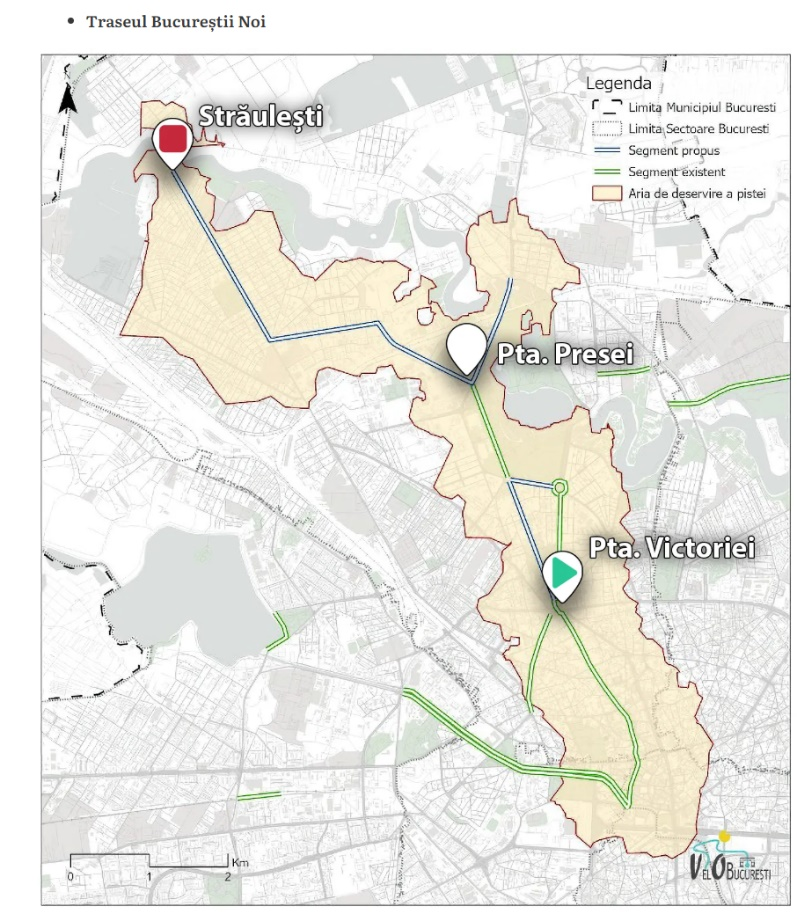 Traseul Bucureștii Noi
Străulești
Legenda
Limita Municipiul Bucuresti
Limita Sectoare Bucuresti
Segment propus
Segment existent
Aria de deservire a pistei
Pta. Presei
Pta. Victoriei
Km
0 1 2
VELOBUCUREȘTI